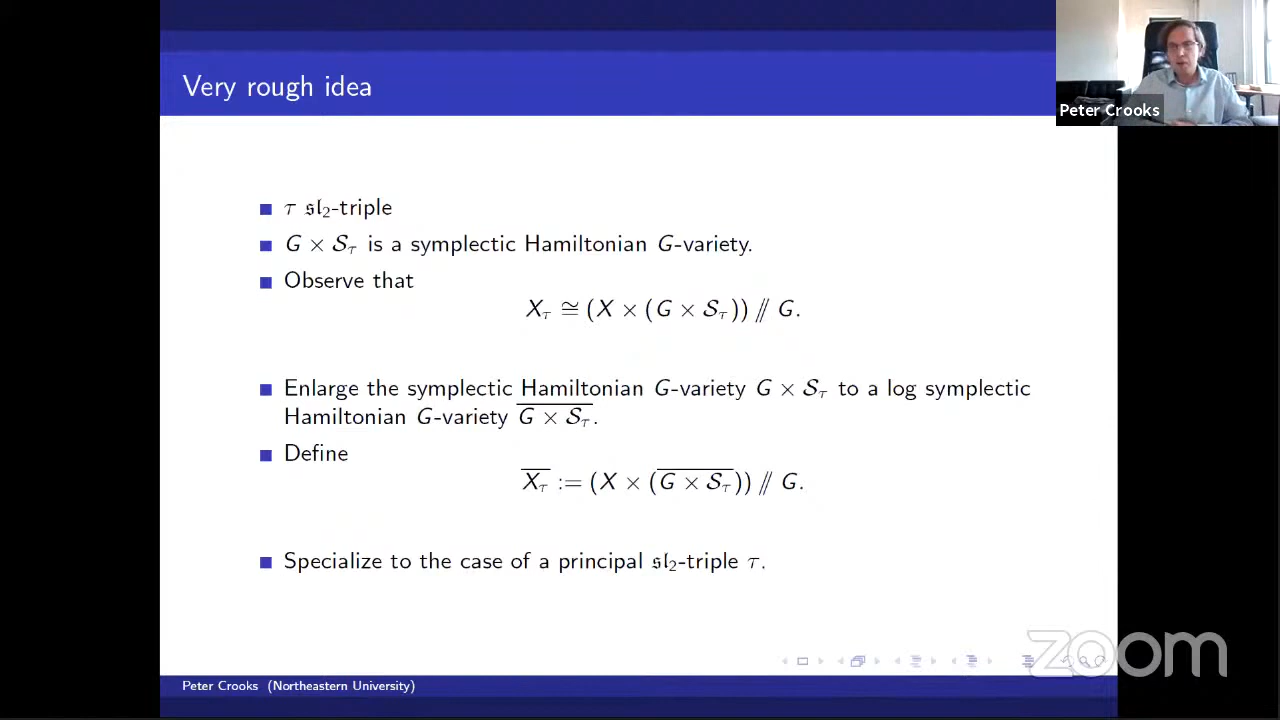 Very rough idea
Peter Crooks
τ 𝔰𝔩₂-triple
G × 𝒮_τ is a symplectic Hamiltonian G-variety.
Observe that
X_τ ≅ (X × (G × 𝒮_τ)) ⫽ G.
Enlarge the symplectic Hamiltonian G-variety G × 𝒮_τ to a log symplectic
Hamiltonian G-variety \overline{G × 𝒮_τ}.
Define
\overline{X_τ} := (X × (\overline{G × 𝒮_τ})) ⫽ G.
Specialize to the case of a principal 𝔰𝔩₂-triple τ.
zoom
Peter Crooks (Northeastern University)